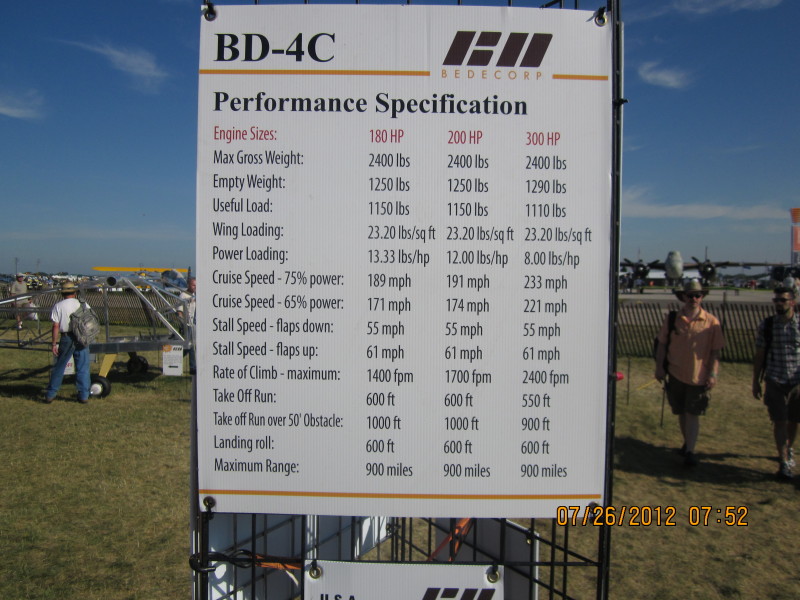 BD-4C
BEDECORP
Performance Specification
Engine Sizes: 180 HP 200 HP 300 HP
Max Gross Weight: 2400 lbs 2400 lbs 2400 lbs
Empty Weight: 1250 lbs 1250 lbs 1290 lbs
Useful Load: 1150 lbs 1150 lbs 1110 lbs
Wing Loading: 23.20 lbs/sq ft 23.20 lbs/sq ft 23.20 lbs/sq ft
Power Loading: 13.33 lbs/hp 12.00 lbs/hp 8.00 lbs/hp
Cruise Speed - 75% power: 189 mph 191 mph 233 mph
Cruise Speed - 65% power: 171 mph 174 mph 221 mph
Stall Speed - flaps down: 55 mph 55 mph 55 mph
Stall Speed - flaps up: 61 mph 61 mph 61 mph
Rate of Climb - maximum: 1400 fpm 1700 fpm 2400 fpm
Take Off Run: 600 ft 600 ft 550 ft
Take off Run over 50' Obstacle: 1000 ft 1000 ft 900 ft
Landing roll: 600 ft 600 ft 600 ft
Maximum Range: 900 miles 900 miles 900 miles
07/26/2012 07:52